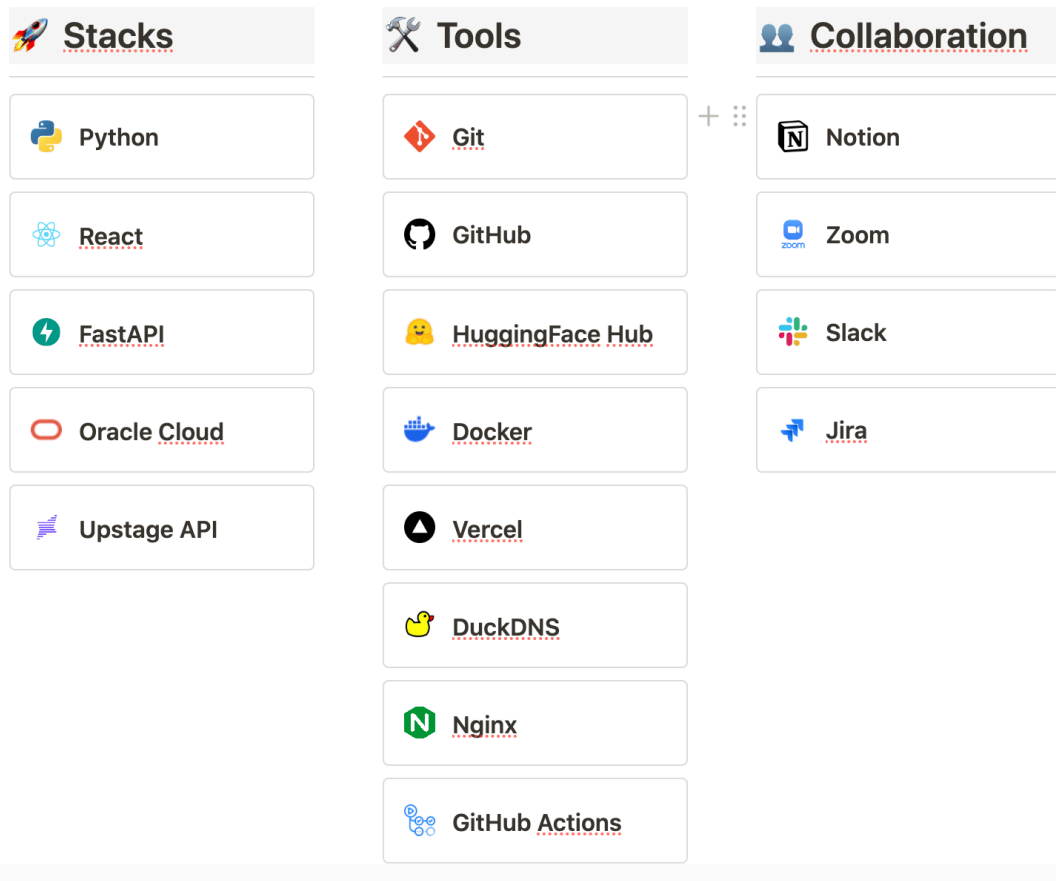 Stacks
Python
React
FastAPI
Oracle Cloud
Upstage API
Tools
Git
GitHub
HuggingFace Hub
Docker
Vercel
DuckDNS
Nginx
GitHub Actions
Collaboration
Notion
zoom
Zoom
Slack
Jira